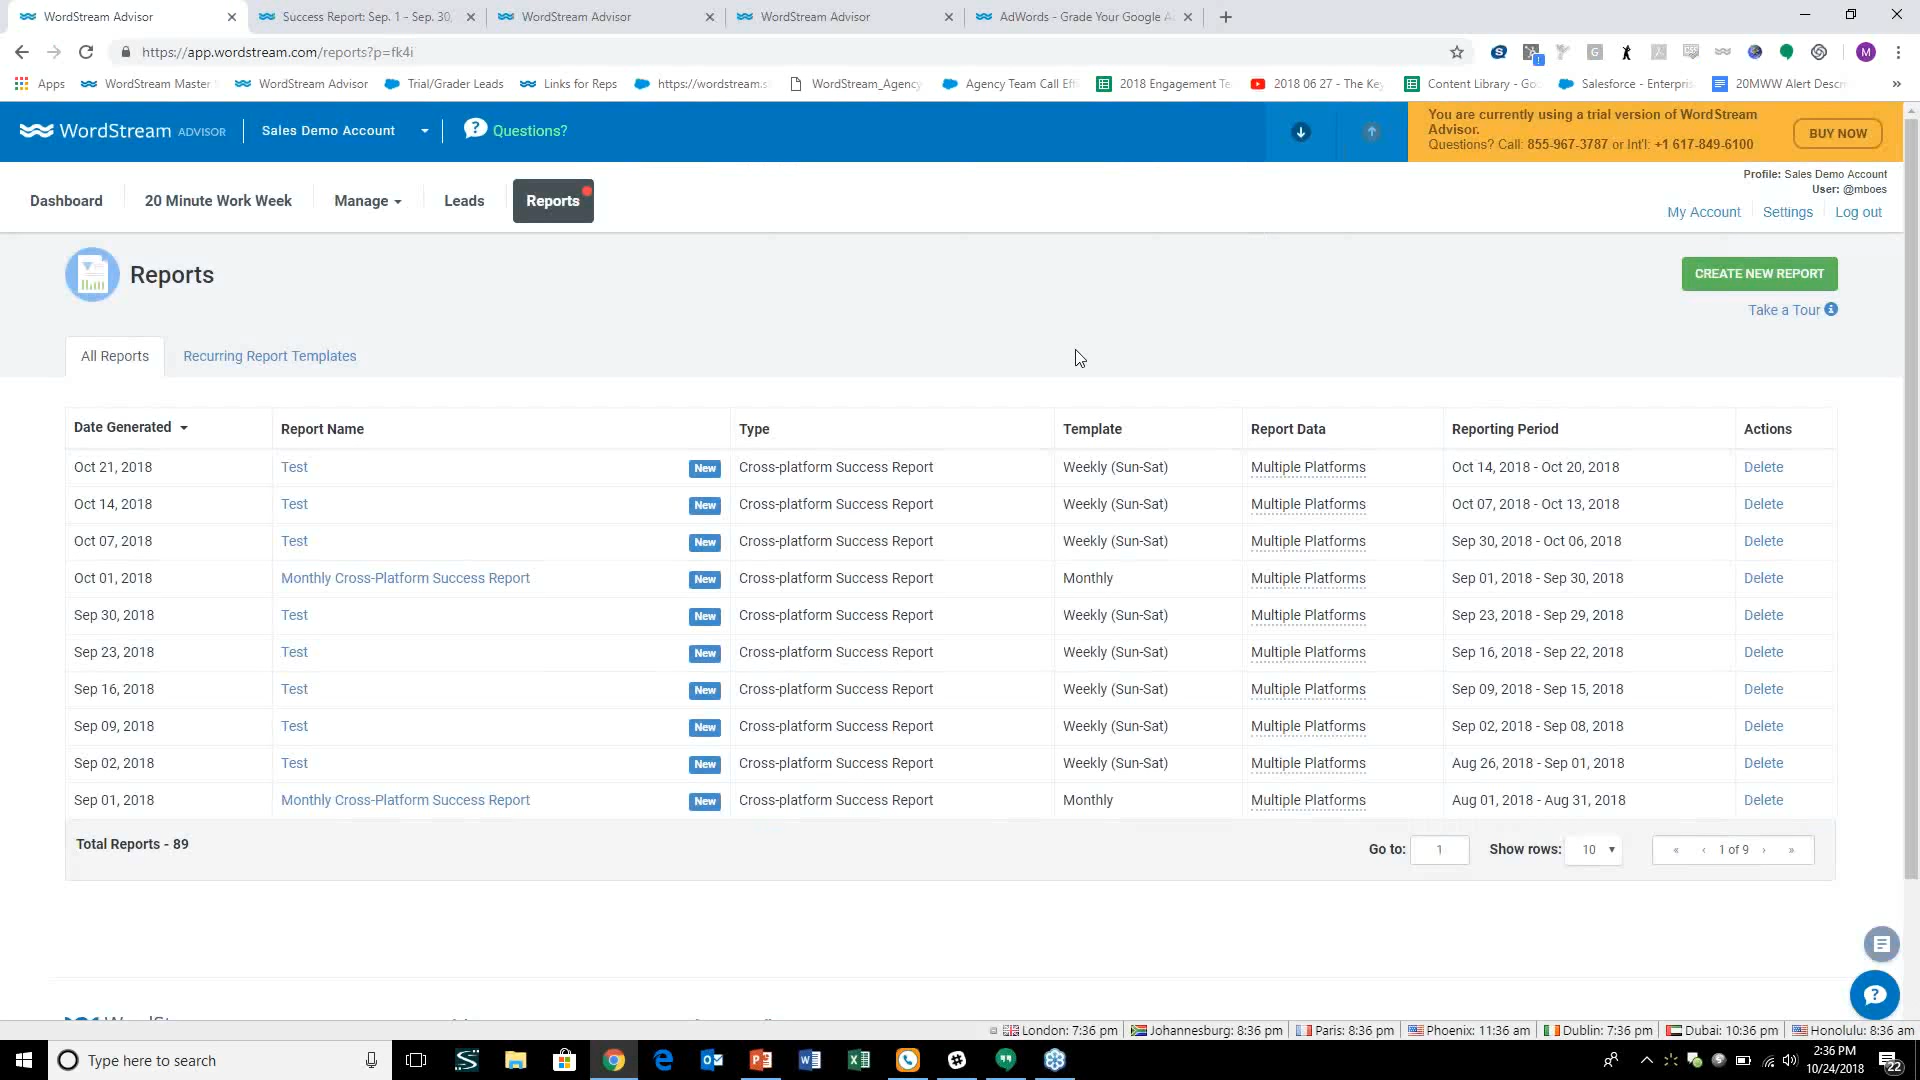 WordStream Advisor
Success Report: Sep. 1 - Sep. 30,
WordStream Advisor
WordStream Advisor
AdWords - Grade Your Google A
https://app.wordstream.com/reports?p=fk4i
Apps
WordStream Master
WordStream Advisor
Trial/Grader Leads
Links for Reps
https://wordstream.s
WordStream_Agency
Agency Team Call Eff
2018 Engagement Te
2018 06 27 - The Key
Content Library - Go
Salesforce - Enterpris
20MWW Alert Descri
WordStream ADVISOR
Sales Demo Account
Questions?
You are currently using a trial version of WordStream
Advisor.
Questions? Call: 855-967-3787 or Int'l: +1 617-849-6100
BUY NOW
Profile: Sales Demo Account
User: @mboes
Dashboard
20 Minute Work Week
Manage
Leads
Reports
My Account
Settings
Log out
Reports
CREATE NEW REPORT
Take a Tour
All Reports
Recurring Report Templates
Date Generated Report Name Type Template Report Data Reporting Period Actions
Oct 21, 2018 Test New Cross-platform Success Report Weekly (Sun-Sat) Multiple Platforms Oct 14, 2018 - Oct 20, 2018 Delete
Oct 14, 2018 Test New Cross-platform Success Report Weekly (Sun-Sat) Multiple Platforms Oct 07, 2018 - Oct 13, 2018 Delete
Oct 07, 2018 Test New Cross-platform Success Report Weekly (Sun-Sat) Multiple Platforms Sep 30, 2018 - Oct 06, 2018 Delete
Oct 01, 2018 Monthly Cross-Platform Success Report New Cross-platform Success Report Monthly Multiple Platforms Sep 01, 2018 - Sep 30, 2018 Delete
Sep 30, 2018 Test New Cross-platform Success Report Weekly (Sun-Sat) Multiple Platforms Sep 23, 2018 - Sep 29, 2018 Delete
Sep 23, 2018 Test New Cross-platform Success Report Weekly (Sun-Sat) Multiple Platforms Sep 16, 2018 - Sep 22, 2018 Delete
Sep 16, 2018 Test New Cross-platform Success Report Weekly (Sun-Sat) Multiple Platforms Sep 09, 2018 - Sep 15, 2018 Delete
Sep 09, 2018 Test New Cross-platform Success Report Weekly (Sun-Sat) Multiple Platforms Sep 02, 2018 - Sep 08, 2018 Delete
Sep 02, 2018 Test New Cross-platform Success Report Weekly (Sun-Sat) Multiple Platforms Aug 26, 2018 - Sep 01, 2018 Delete
Sep 01, 2018 Monthly Cross-Platform Success Report New Cross-platform Success Report Monthly Multiple Platforms Aug 01, 2018 - Aug 31, 2018 Delete
Total Reports - 89
Go to: 1
Show rows: 10
« ‹ 1 of 9 › »
London: 7:36 pm
Johannesburg: 8:36 pm
Paris: 8:36 pm
Phoenix: 11:36 am
Dublin: 7:36 pm
Dubai: 10:36 pm
Honolulu: 8:36 am
Type here to search
2:36 PM
10/24/2018
22